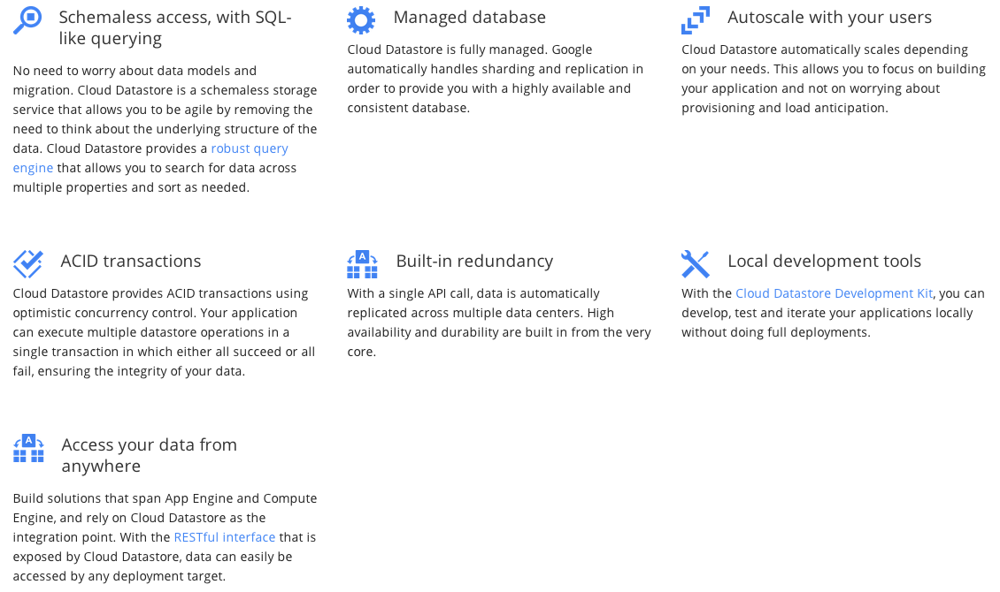 Schemaless access, with SQL-
like querying
No need to worry about data models and
migration. Cloud Datastore is a schemaless storage
service that allows you to be agile by removing the
need to think about the underlying structure of the
data. Cloud Datastore provides a robust query
engine that allows you to search for data across
multiple properties and sort as needed.
Managed database
Cloud Datastore is fully managed. Google
automatically handles sharding and replication in
order to provide you with a highly available and
consistent database.
Autoscale with your users
Cloud Datastore automatically scales depending
on your needs. This allows you to focus on building
your application and not on worrying about
provisioning and load anticipation.
ACID transactions
Cloud Datastore provides ACID transactions using
optimistic concurrency control. Your application
can execute multiple datastore operations in a
single transaction in which either all succeed or all
fail, ensuring the integrity of your data.
A
Built-in redundancy
With a single API call, data is automatically
replicated across multiple data centers. High
availability and durability are built in from the very
core.
Local development tools
With the Cloud Datastore Development Kit, you can
develop, test and iterate your applications locally
without doing full deployments.
A
Access your data from
anywhere
Build solutions that span App Engine and Compute
Engine, and rely on Cloud Datastore as the
integration point. With the RESTful interface that is
exposed by Cloud Datastore, data can easily be
accessed by any deployment target.